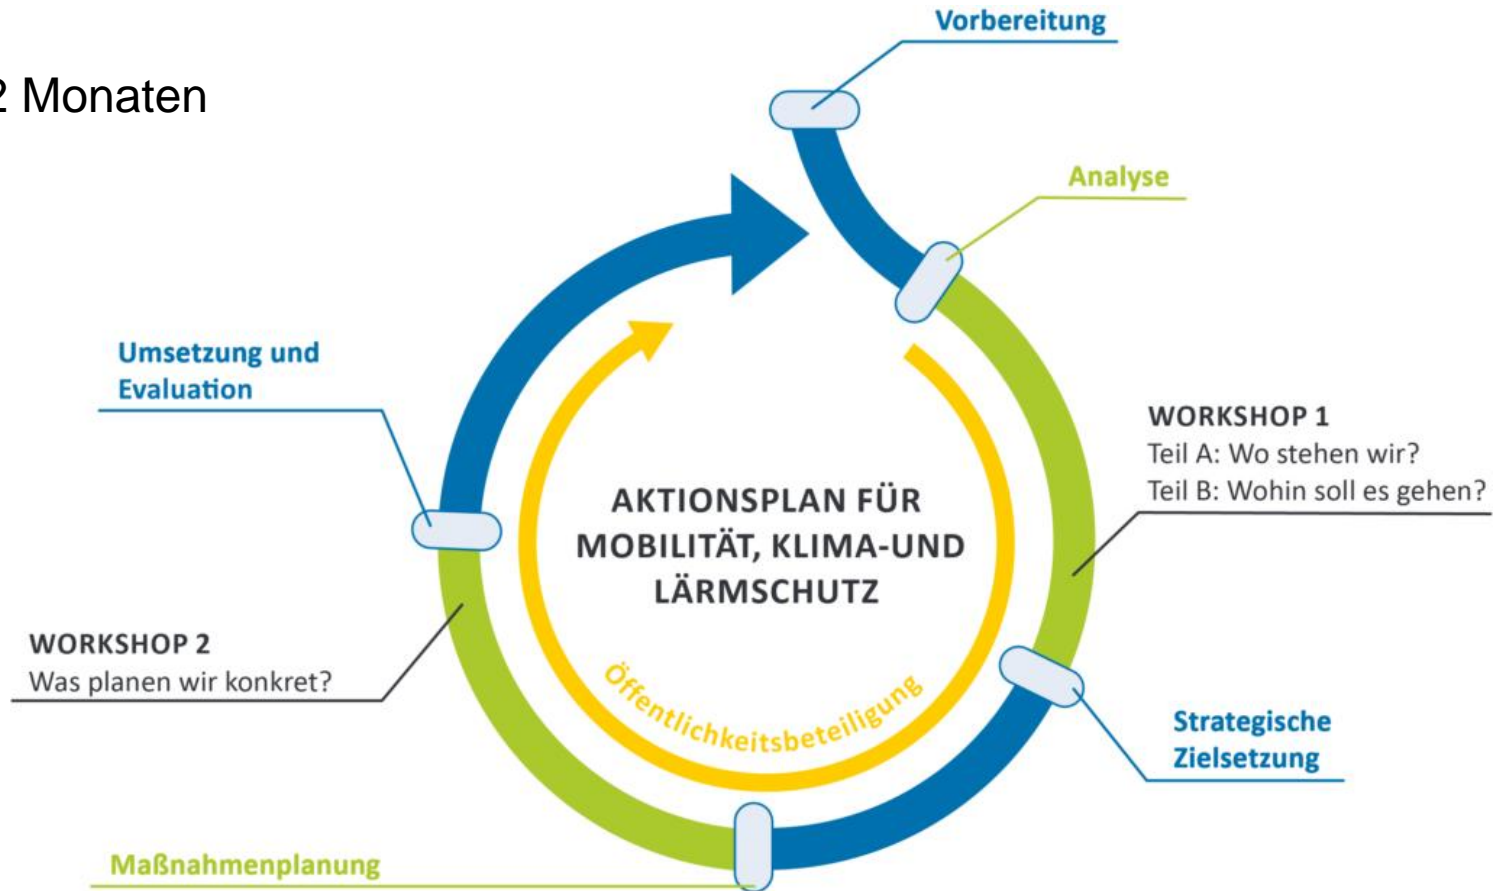 Vorbereitung
2 Monaten
Analyse
Umsetzung und
Evaluation
WORKSHOP 1
Teil A: Wo stehen wir?
Teil B: Wohin soll es gehen?
AKTIONSPLAN FÜR
MOBILITÄT, KLIMA-UND
LÄRMSCHUTZ
WORKSHOP 2
Was planen wir konkret?
Öffentlichkeitsbeteiligung
Strategische
Zielsetzung
Maßnahmenplanung